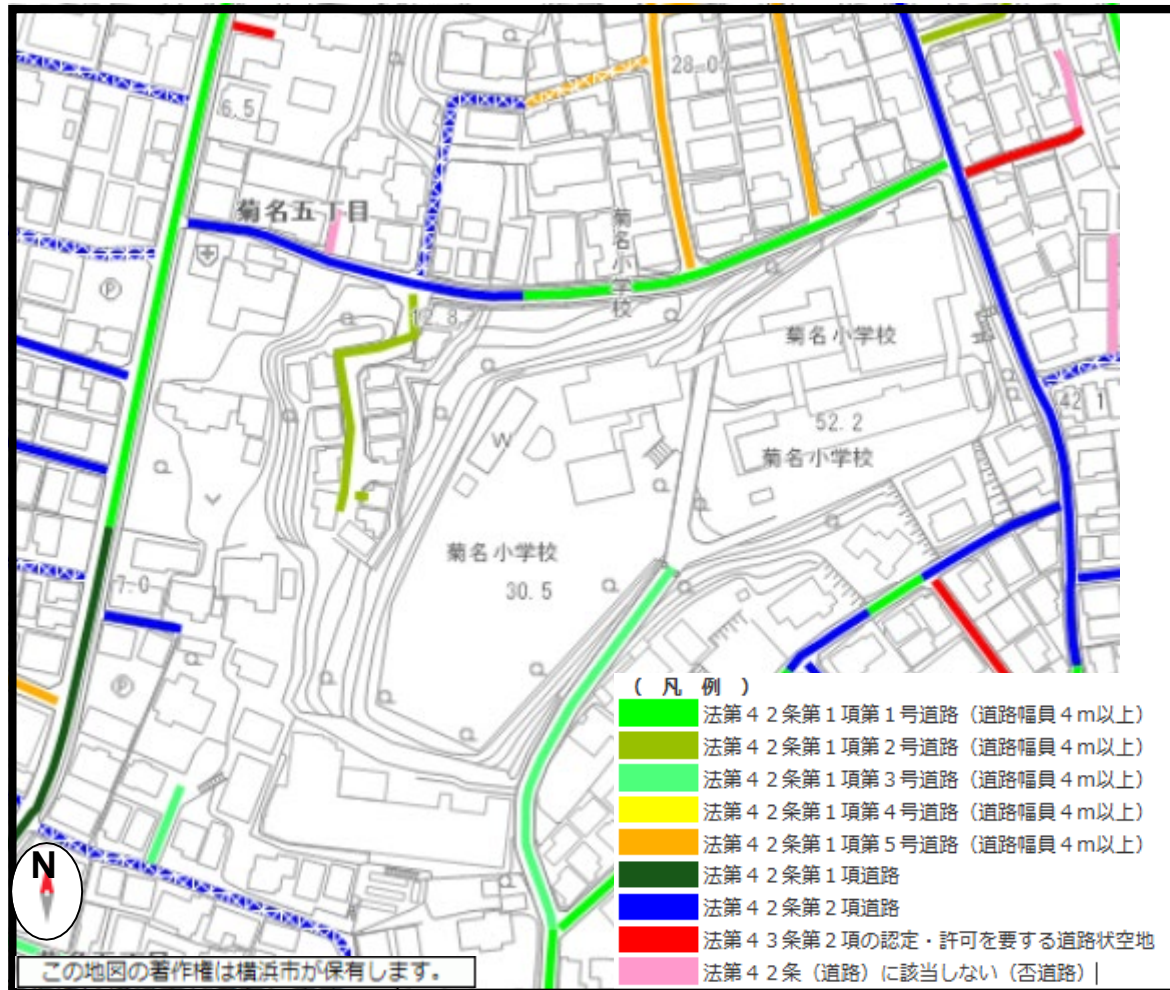 28.0
6.5
菊名五丁目
菊名小学校
12.8
菊名小学校
42.1
52.2
菊名小学校
W
菊名小学校
30.5
7.0
P
P
(凡例)
法第42条第1項第1号道路(道路幅員4m以上)
法第42条第1項第2号道路(道路幅員4m以上)
法第42条第1項第3号道路(道路幅員4m以上)
法第42条第1項第4号道路(道路幅員4m以上)
法第42条第1項第5号道路(道路幅員4m以上)
法第42条第1項道路
法第42条第2項道路
法第43条第2項の認定・許可を要する道路状空地
法第42条(道路)に該当しない(否道路)
N
この地図の著作権は横浜市が保有します。